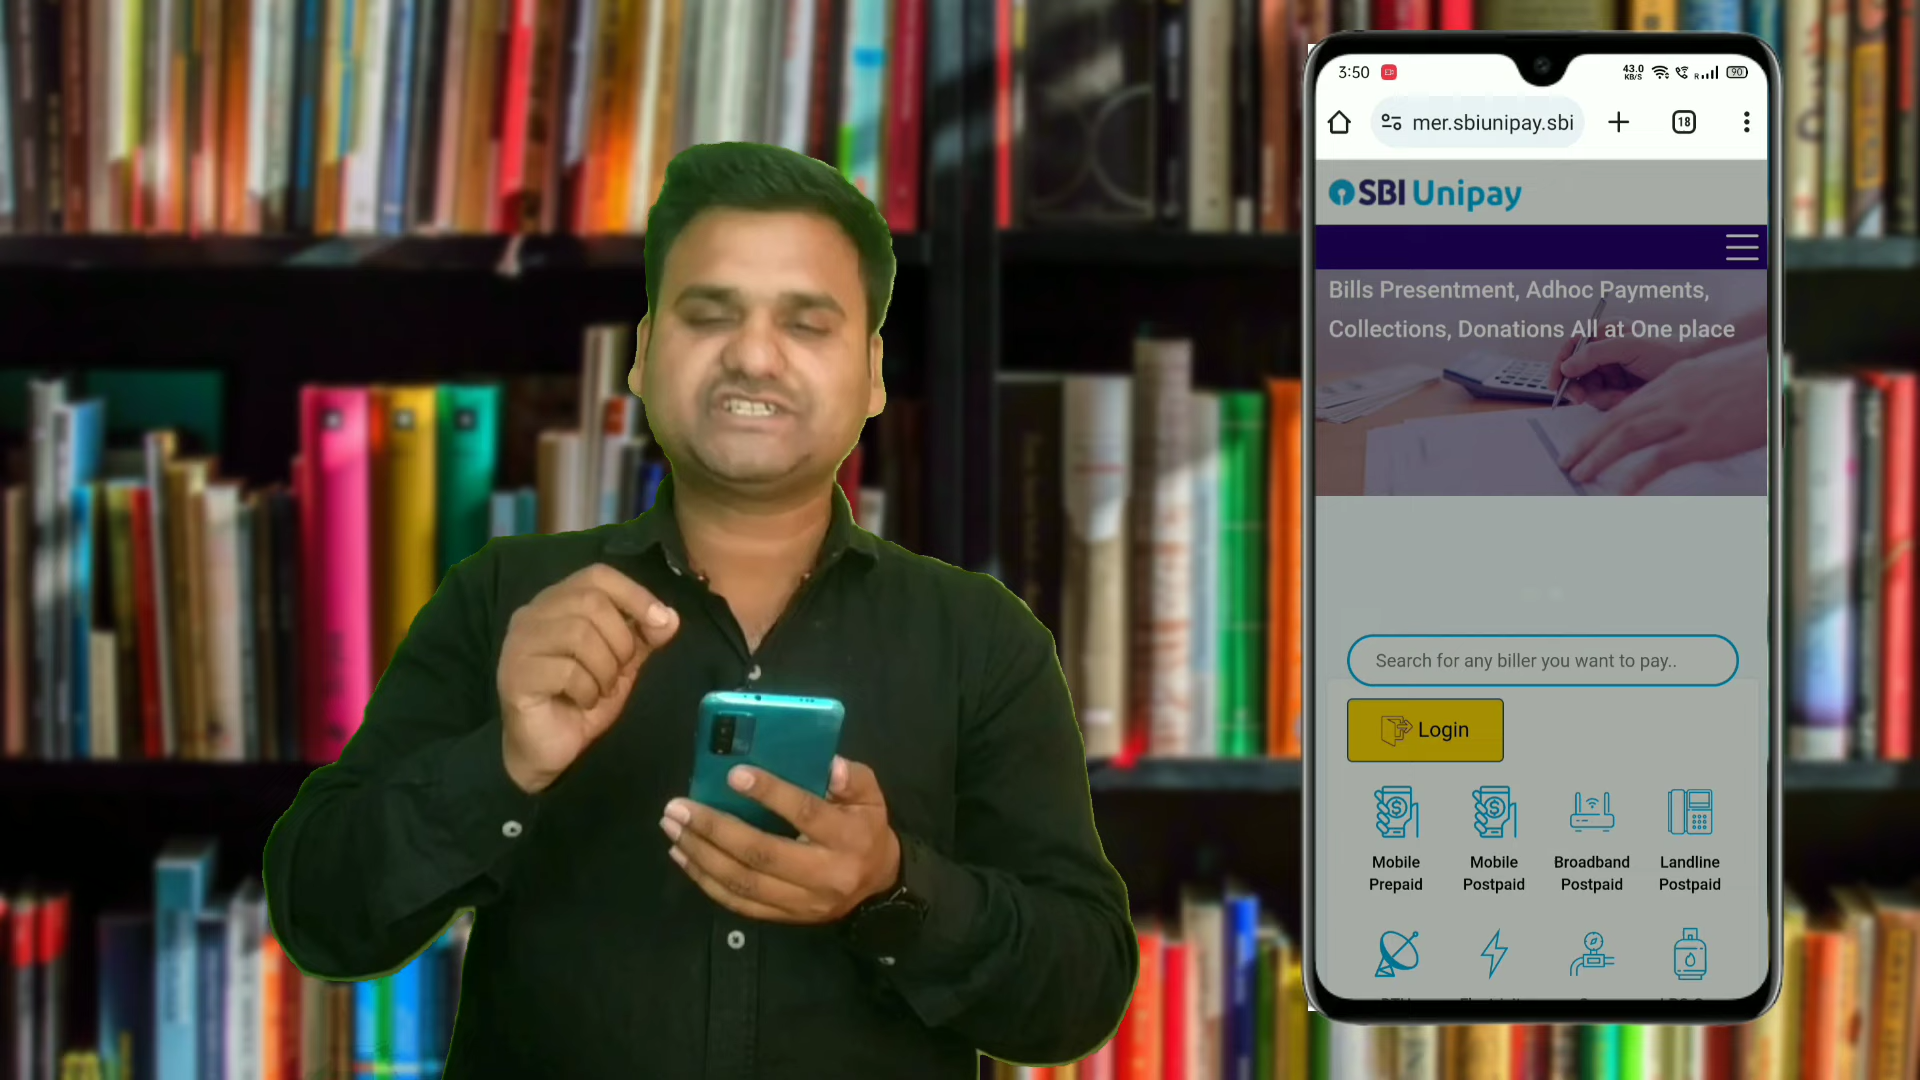 3:50
43.0
KB/S
R
90
mer.sbiunipay.sbi
18
SBI Unipay
Bills Presentment, Adhoc Payments,
Collections, Donations All at One place
Search for any biller you want to pay..
Login
Mobile Prepaid
Mobile Postpaid
Broadband Postpaid
Landline Postpaid